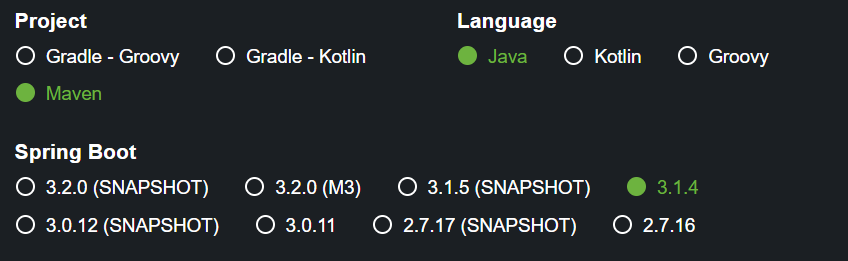 Project
Gradle - Groovy Gradle - Kotlin
Maven
Language
Java Kotlin Groovy
Spring Boot
3.2.0 (SNAPSHOT) 3.2.0 (M3) 3.1.5 (SNAPSHOT) 3.1.4
3.0.12 (SNAPSHOT) 3.0.11 2.7.17 (SNAPSHOT) 2.7.16